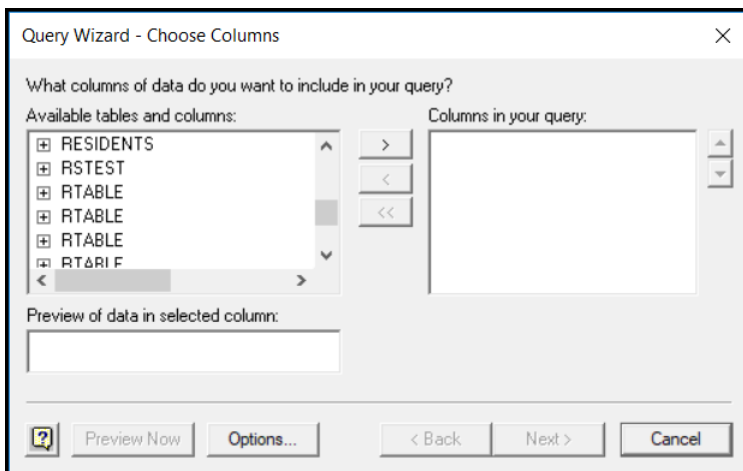 Query Wizard - Choose Columns
What columns of data do you want to include in your query?
Available tables and columns:
Columns in your query:
RESIDENTS
RSTEST
RTABLE
RTABLE
RTABLE
RTABLE
>
<
<<
Preview of data in selected column:
?
Preview Now
Options...
< Back
Next >
Cancel